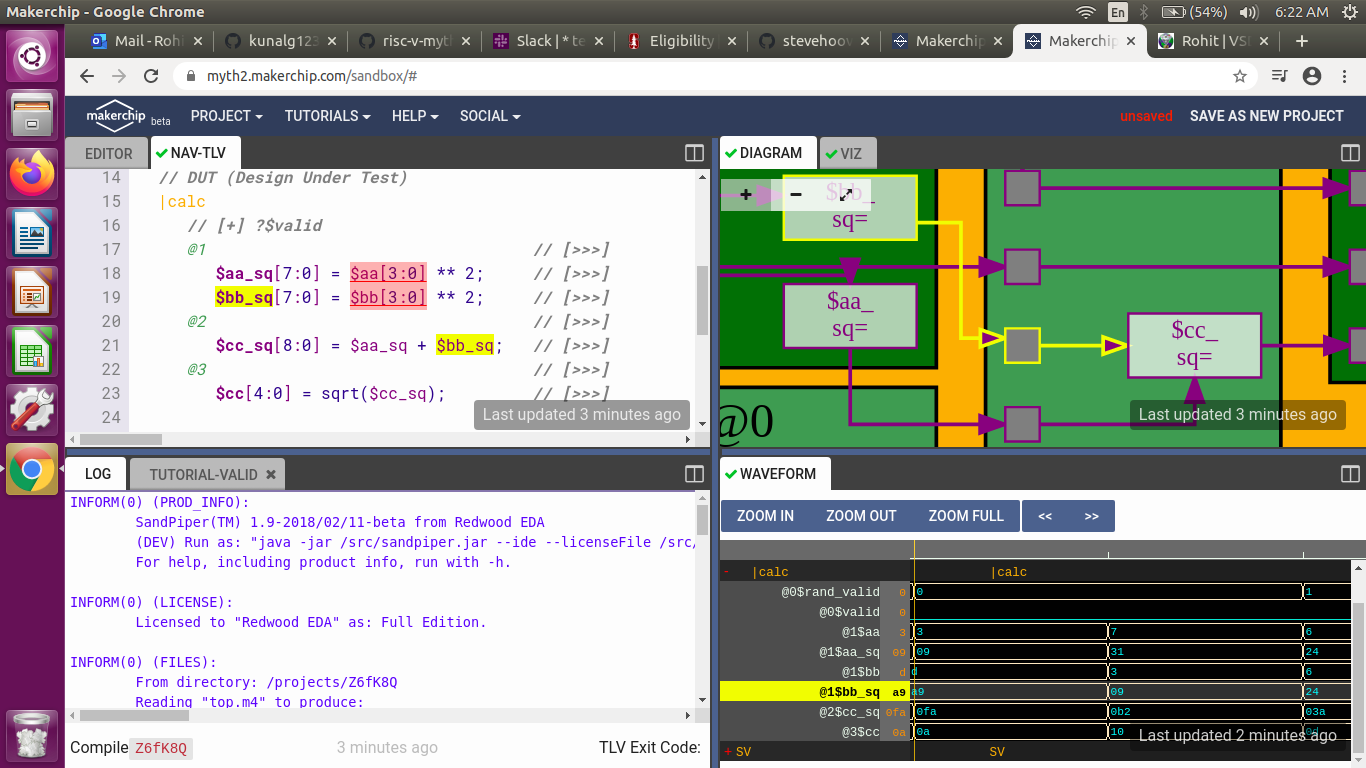 Makerchip - Google Chrome
En (54%) 6:22 AM
Mail - Rohi kunalg123 risc-v-myth Slack | * te Eligibility stevehoov Makerchip Makerchip Rohit | VSD
myth2.makerchip.com/sandbox/#
makerchip beta PROJECT TUTORIALS HELP SOCIAL unsaved SAVE AS NEW PROJECT
EDITOR NAV-TLV
14 // DUT (Design Under Test)
15 |calc
16 // [+] ?$valid
17 @1 // [>>>]
18 $aa_sq[7:0] = $aa[3:0] ** 2; // [>>>]
19 $bb_sq[7:0] = $bb[3:0] ** 2; // [>>>]
20 @2 // [>>>]
21 $cc_sq[8:0] = $aa_sq + $bb_sq; // [>>>]
22 @3 // [>>>]
23 $cc[4:0] = sqrt($cc_sq); // [>>>]
24
Last updated 3 minutes ago
DIAGRAM VIZ
+ − $bb_
sq=
$aa_
sq=
$cc_
sq=
@0
Last updated 3 minutes ago
LOG TUTORIAL-VALID
INFORM(0) (PROD_INFO):
SandPiper(TM) 1.9-2018/02/11-beta from Redwood EDA
(DEV) Run as: "java -jar /src/sandpiper.jar --ide --licenseFile /src/
For help, including product info, run with -h.
INFORM(0) (LICENSE):
Licensed to "Redwood EDA" as: Full Edition.
INFORM(0) (FILES):
From directory: /projects/Z6fK8Q
Reading "top.m4" to produce:
Compile Z6fK8Q 3 minutes ago TLV Exit Code:
WAVEFORM
ZOOM IN ZOOM OUT ZOOM FULL << >>
- |calc |calc
@0$rand_valid 0 0 1
@0$valid 0
@1$aa 3 3 7 6
@1$aa_sq 09 09 31 24
@1$bb d d 3 6
@1$bb_sq a9 a9 09 24
@2$cc_sq 0fa 0fa 0b2 03a
@3$cc 0a 0a 10
+ SV SV
Last updated 2 minutes ago